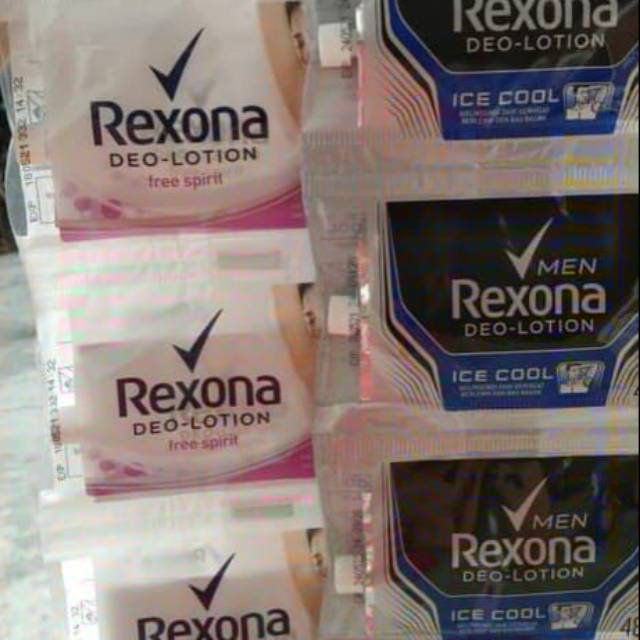 Rexona
DEO-LOTION
free spirit
Rexona
DEO-LOTION
free spirit
Rexona
Rexona
DEO-LOTION
ICE COOL
MEN
Rexona
DEO-LOTION
ICE COOL
MEN
Rexona
DEO-LOTION
ICE COOL